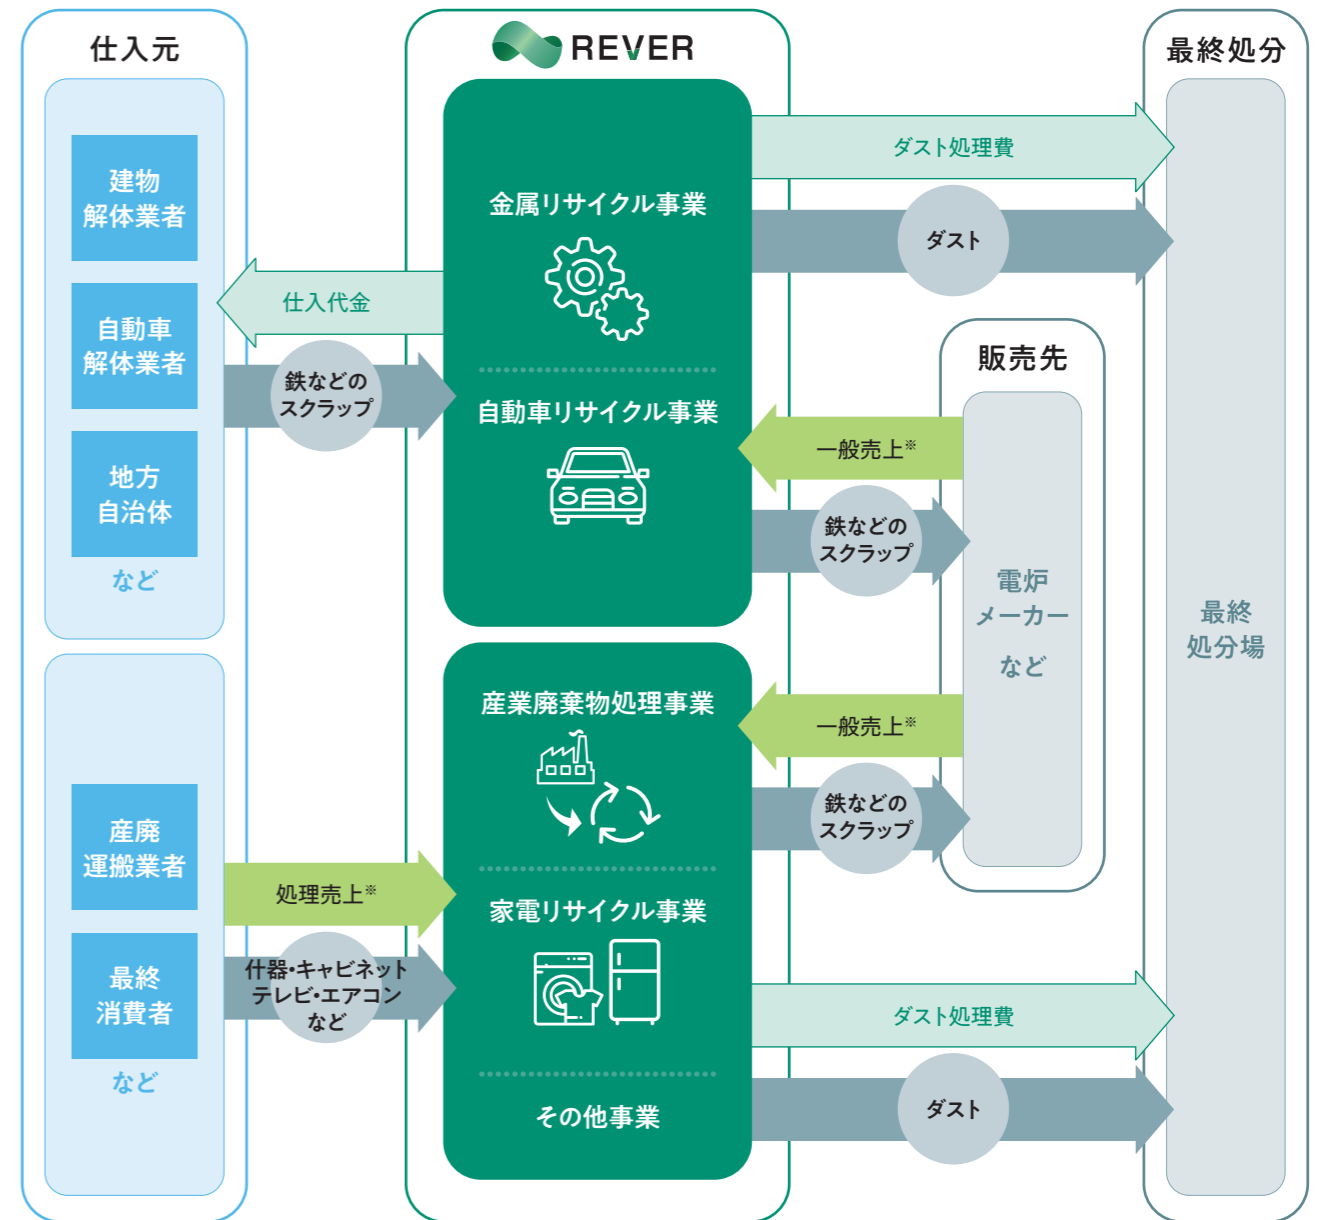 仕入元
建物
解体業者
自動車
解体業者
地方
自治体
など
産廃
運搬業者
最終
消費者
など
仕入代金
鉄などの
スクラップ
処理売上※
什器・キャビネット
テレビ・エアコン
など
REVER
金属リサイクル事業
自動車リサイクル事業
産業廃棄物処理事業
家電リサイクル事業
その他事業
ダスト処理費
ダスト
販売先
一般売上※
鉄などの
スクラップ
電炉
メーカー
など
一般売上※
鉄などの
スクラップ
ダスト処理費
ダスト
最終処分
最終
処分場